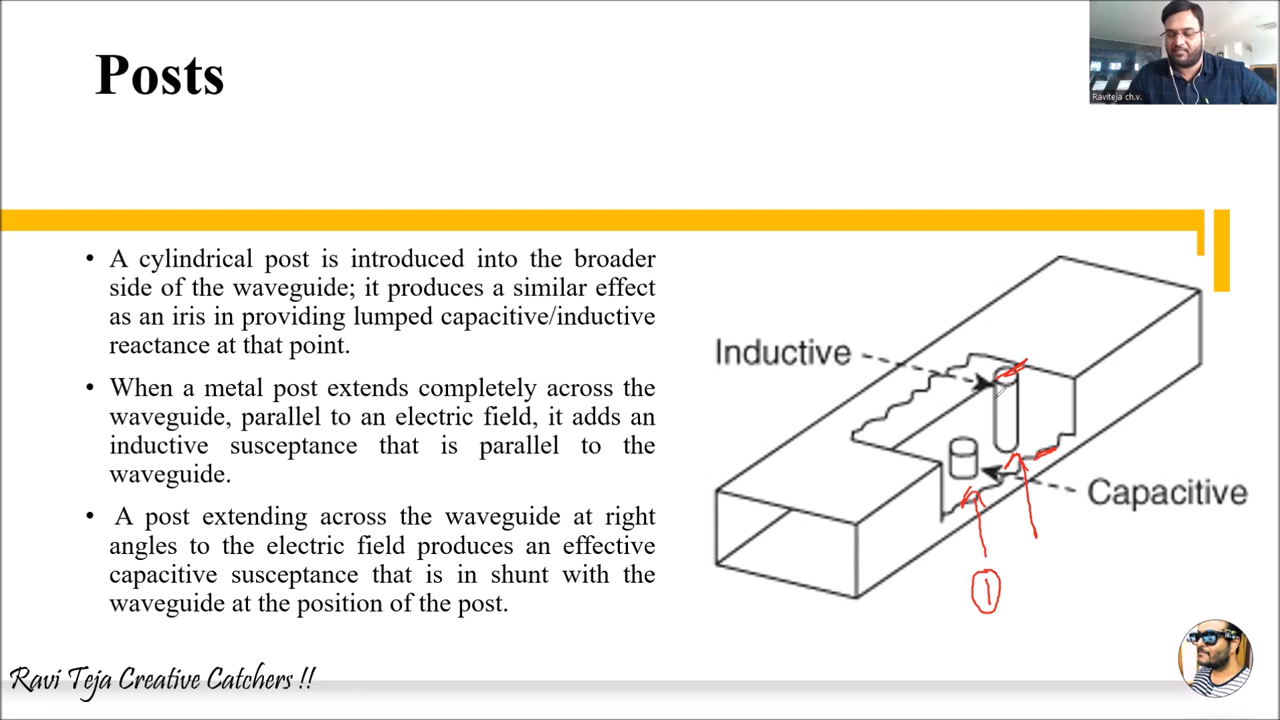 Posts
Raviteja ch.v.
• A cylindrical post is introduced into the broader
side of the waveguide; it produces a similar effect
as an iris in providing lumped capacitive/inductive
reactance at that point.
• When a metal post extends completely across the
waveguide, parallel to an electric field, it adds an
inductive susceptance that is parallel to the
waveguide.
• A post extending across the waveguide at right
angles to the electric field produces an effective
capacitive susceptance that is in shunt with the
waveguide at the position of the post.
Inductive
Capacitive
1
Ravi Teja Creative Catchers !!